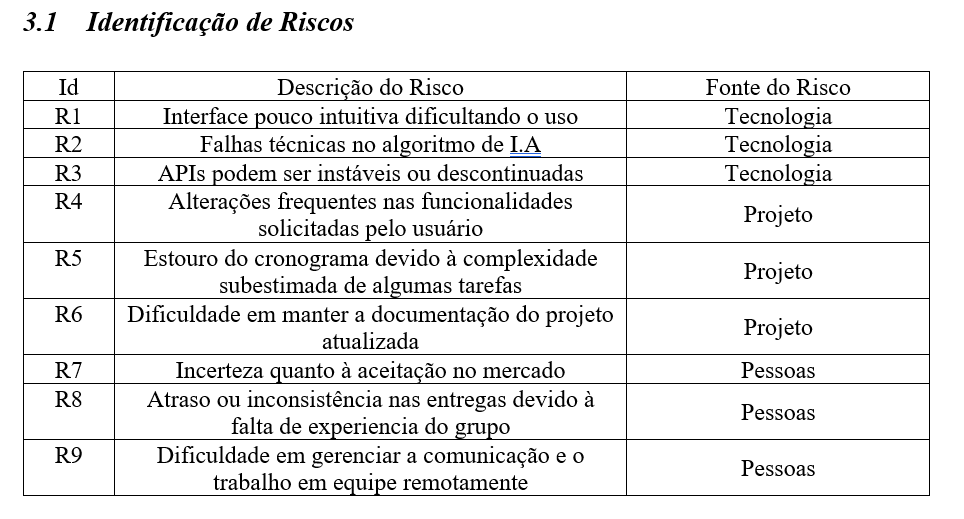 3.1 Identificação de Riscos
Id Descrição do Risco Fonte do Risco
R1 Interface pouco intuitiva dificultando o uso Tecnologia
R2 Falhas técnicas no algoritmo de I.A Tecnologia
R3 APIs podem ser instáveis ou descontinuadas Tecnologia
R4 Alterações frequentes nas funcionalidades
solicitadas pelo usuário Projeto
R5 Estouro do cronograma devido à complexidade
subestimada de algumas tarefas Projeto
R6 Dificuldade em manter a documentação do projeto
atualizada Projeto
R7 Incerteza quanto à aceitação no mercado Pessoas
R8 Atraso ou inconsistência nas entregas devido à
falta de experiencia do grupo Pessoas
R9 Dificuldade em gerenciar a comunicação e o
trabalho em equipe remotamente Pessoas